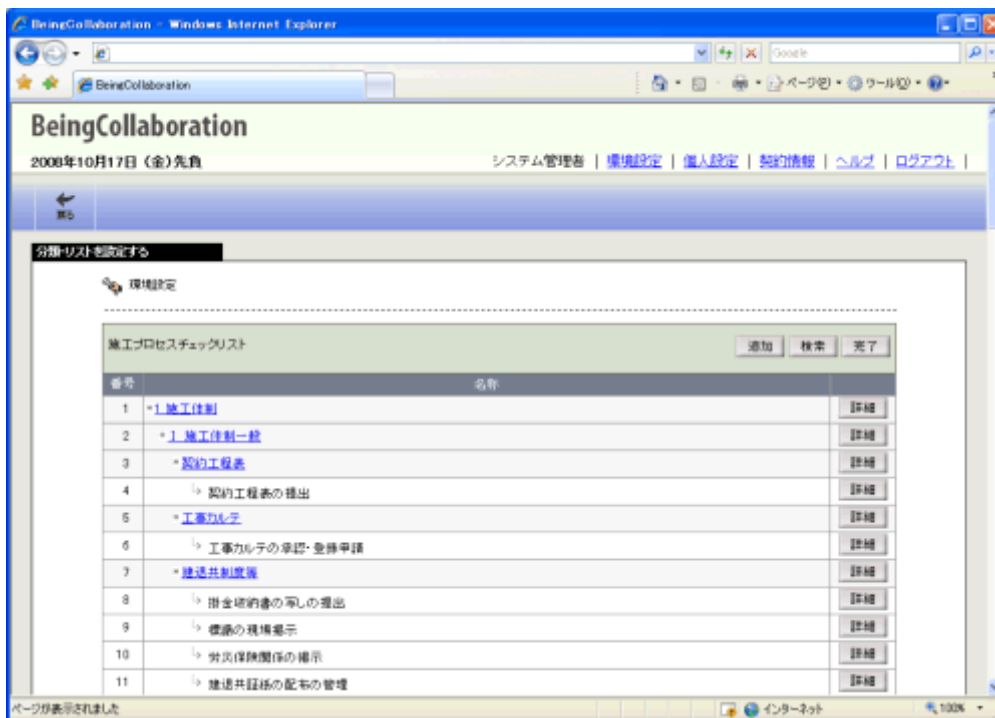 BeingCollaboration - Windows Internet Explorer
Google
BeingCollaboration
ページ(P) ツール(O)
BeingCollaboration
2008年10月17日 (金)先負
システム管理者 | 環境設定 | 個人設定 | 契約情報 | ヘルプ | ログアウト |
戻る
分類・リストを設定する
環境設定
施工プロセスチェックリスト
追加 検索 完了
番号 名称
1 1 施工体制 詳細
2 1 施工体制一般 詳細
3 契約工程表 詳細
4 契約工程表の提出 詳細
5 工事カルテ 詳細
6 工事カルテの承認・登録申請 詳細
7 建退共制度等 詳細
8 掛金収納書の写しの提出 詳細
9 標識の現場掲示 詳細
10 労災保険関係の掲示 詳細
11 建退共証紙の配布の管理 詳細
ページが表示されました インターネット 100%